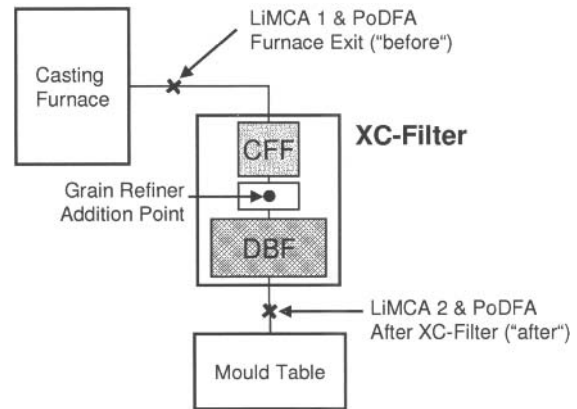 LiMCA 1 & PoDFA
Furnace Exit ("before“)
Casting
Furnace
XC-Filter
CFF
Grain Refiner
Addition Point
DBF
LiMCA 2 & PoDFA
After XC-Filter ("after“)
Mould Table